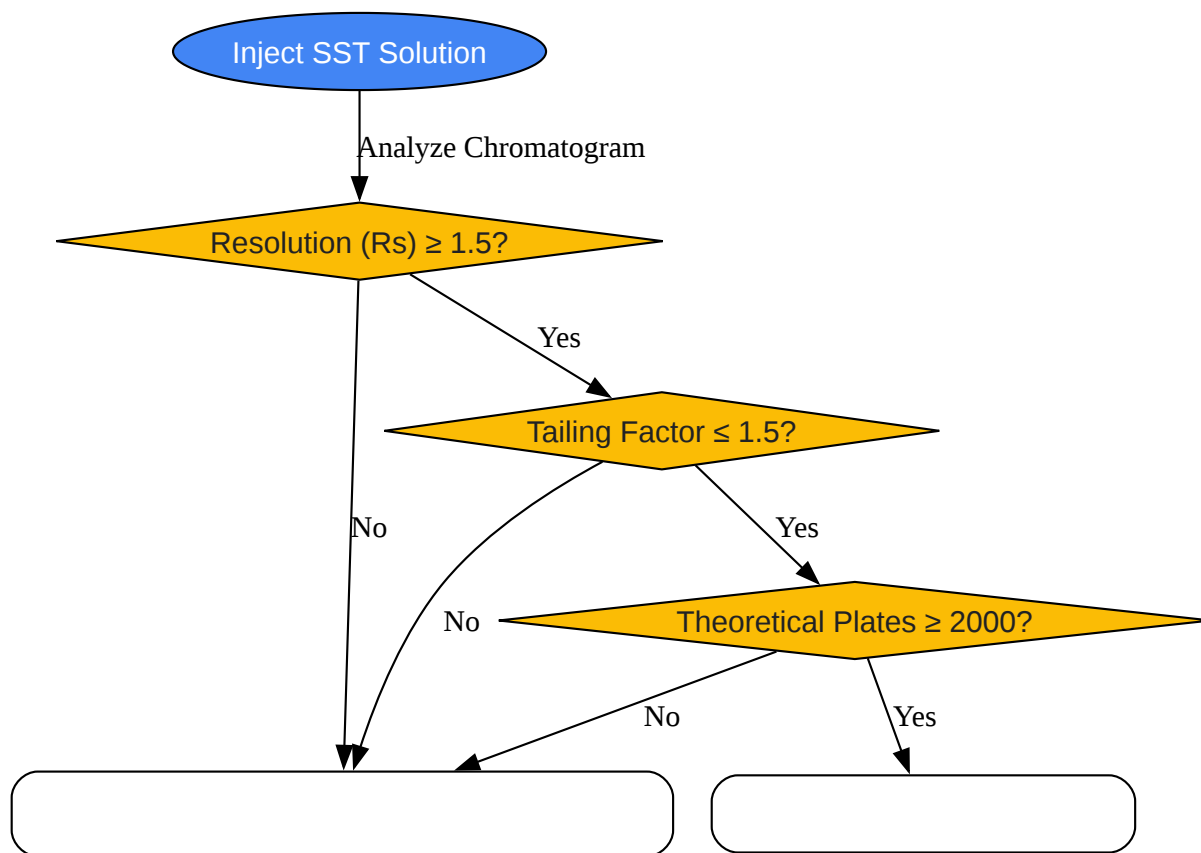 Inject SST Solution
Analyze Chromatogram
Resolution (Rs) ≥ 1.5?
Yes
Tailing Factor ≤ 1.5?
No
Yes
No
Theoretical Plates ≥ 2000?
No
Yes